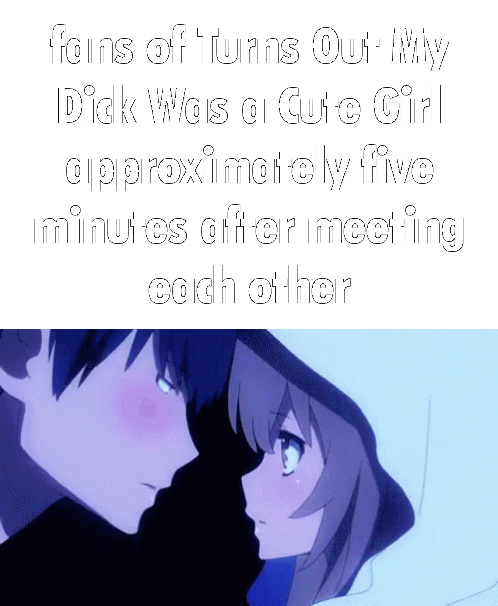 fans of Turns Out My
Dick Was a Cute Girl
approximately five
minutes after meeting
each other